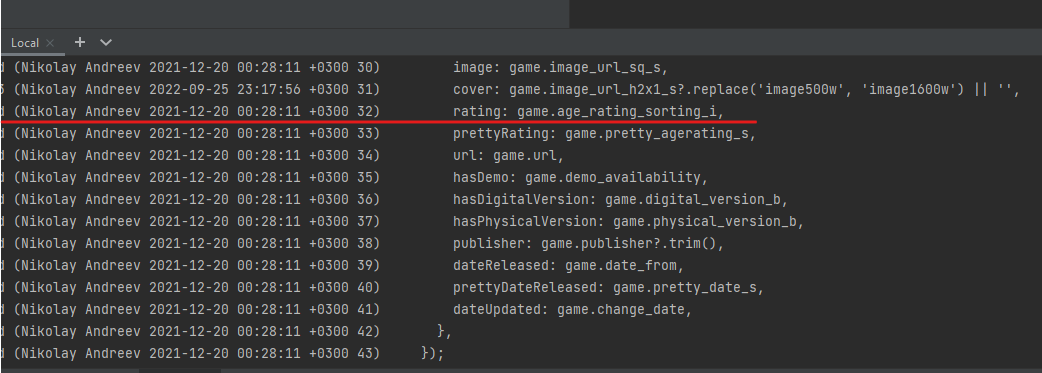 Local
d (Nikolay Andreev 2021-12-20 00:28:11 +0300 30) image: game.image_url_sq_s,
5 (Nikolay Andreev 2022-09-25 23:17:56 +0300 31) cover: game.image_url_h2x1_s?.replace('image500w', 'image1600w') || '',
d (Nikolay Andreev 2021-12-20 00:28:11 +0300 32) rating: game.age_rating_sorting_i,
d (Nikolay Andreev 2021-12-20 00:28:11 +0300 33) prettyRating: game.pretty_agerating_s,
d (Nikolay Andreev 2021-12-20 00:28:11 +0300 34) url: game.url,
d (Nikolay Andreev 2021-12-20 00:28:11 +0300 35) hasDemo: game.demo_availability,
d (Nikolay Andreev 2021-12-20 00:28:11 +0300 36) hasDigitalVersion: game.digital_version_b,
d (Nikolay Andreev 2021-12-20 00:28:11 +0300 37) hasPhysicalVersion: game.physical_version_b,
d (Nikolay Andreev 2021-12-20 00:28:11 +0300 38) publisher: game.publisher?.trim(),
d (Nikolay Andreev 2021-12-20 00:28:11 +0300 39) dateReleased: game.date_from,
d (Nikolay Andreev 2021-12-20 00:28:11 +0300 40) prettyDateReleased: game.pretty_date_s,
d (Nikolay Andreev 2021-12-20 00:28:11 +0300 41) dateUpdated: game.change_date,
d (Nikolay Andreev 2021-12-20 00:28:11 +0300 42) },
d (Nikolay Andreev 2021-12-20 00:28:11 +0300 43) });